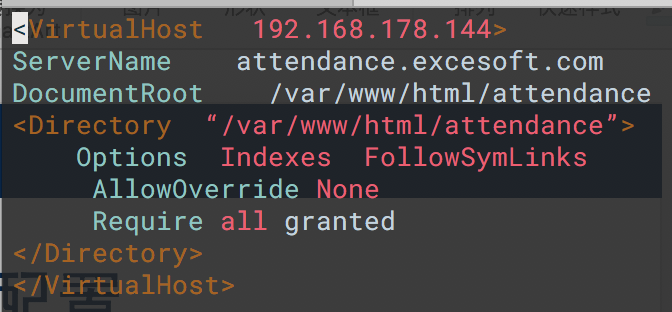 <VirtualHost 192.168.178.144>
ServerName attendance.excesoft.com
DocumentRoot /var/www/html/attendance
<Directory “/var/www/html/attendance”>
Options Indexes FollowSymLinks
AllowOverride None
Require all granted
</Directory>
</VirtualHost>